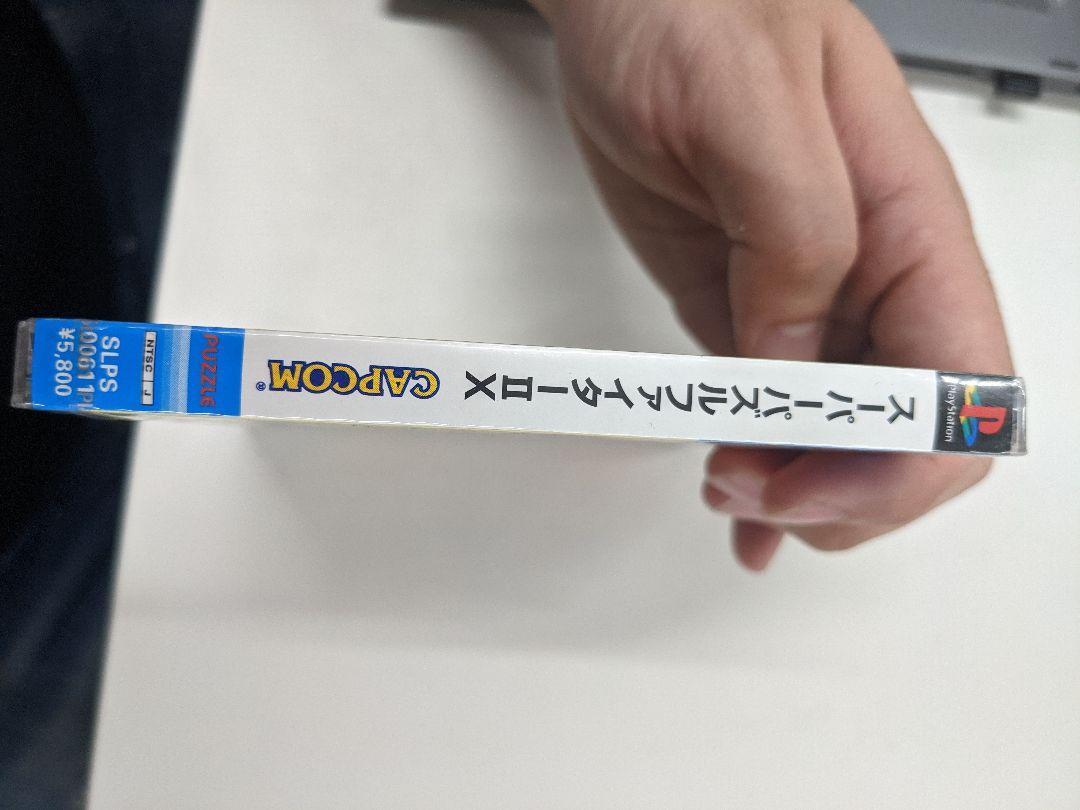 PlayStation
スーパーパズルファイターⅡX
CAPCOM®
PUZZLE
NTSC J
SLPS
00611
¥5,800